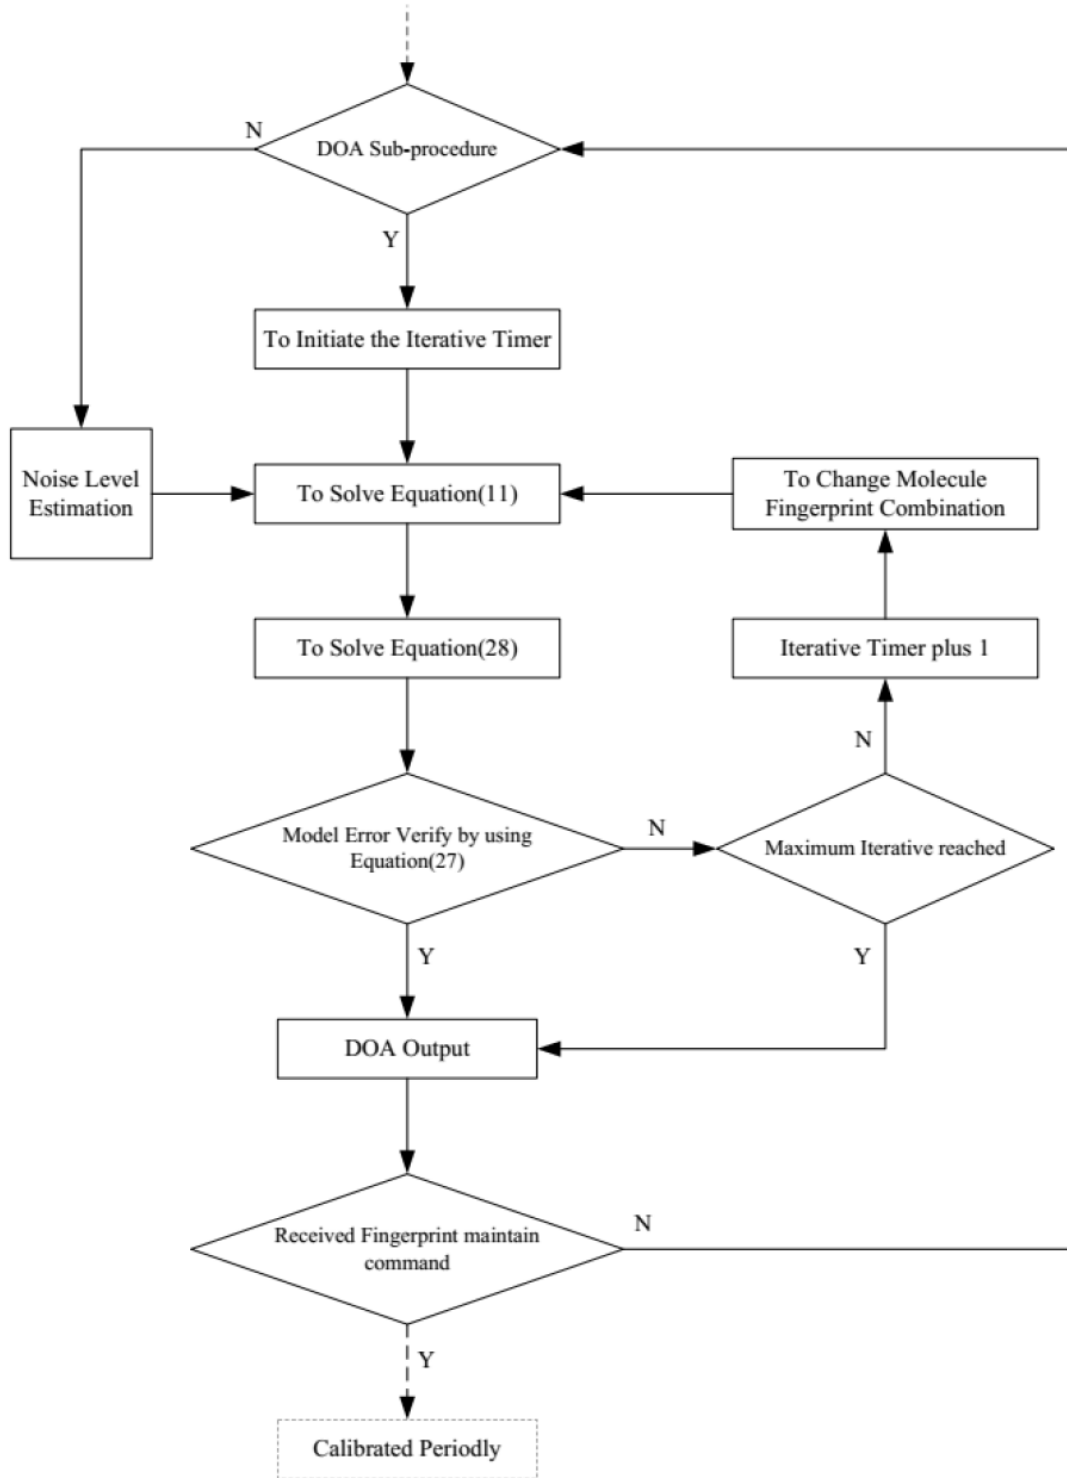 N
DOA Sub-procedure
Y
To Initiate the Iterative Timer
Noise Level
Estimation
To Solve Equation(11)
To Change Molecule
Fingerprint Combination
To Solve Equation(28)
Iterative Timer plus 1
N
Model Error Verify by using
Equation(27)
N
Maximum Iterative reached
Y
Y
DOA Output
Received Fingerprint maintain
command
N
Y
Calibrated Periodly